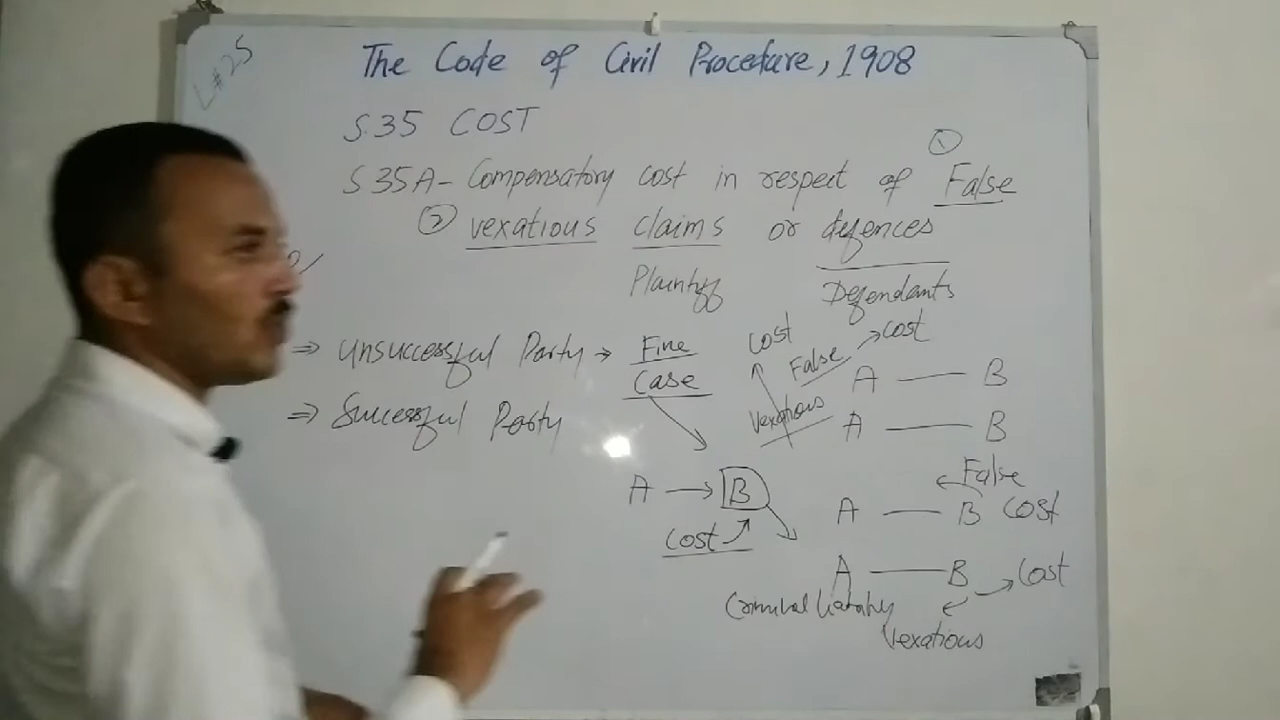 L#25
The Code of Civil Procedure, 1908
S.35 COST
①
S 35A - Compensatory cost in respect of False
② vexatious claims or defences
Plaintiff Defendants
⇒ Unsuccessful Party → Fine
Case
cost
False → cost
A — B
⇒ Successful Party
Vexatious
A — B
False
A → B
A — B COST
Cost
A — B → Cost
Criminal liability
Vexatious